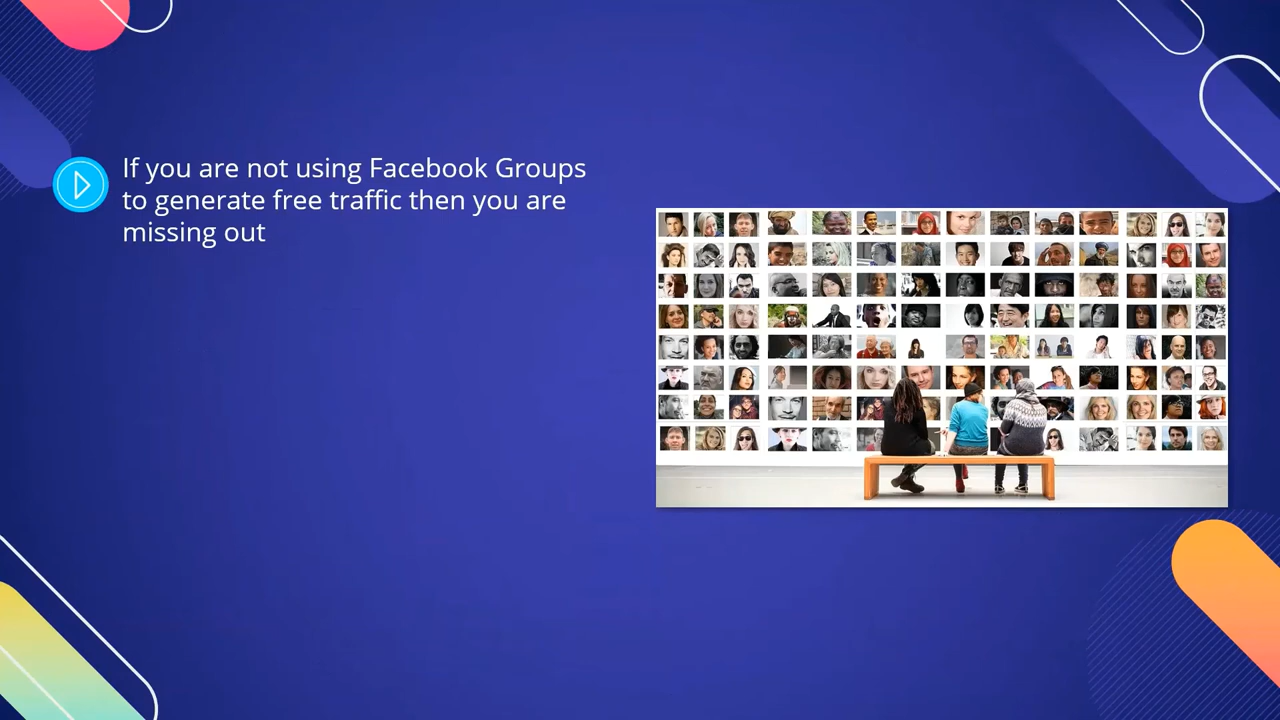 If you are not using Facebook Groups
to generate free traffic then you are
missing out